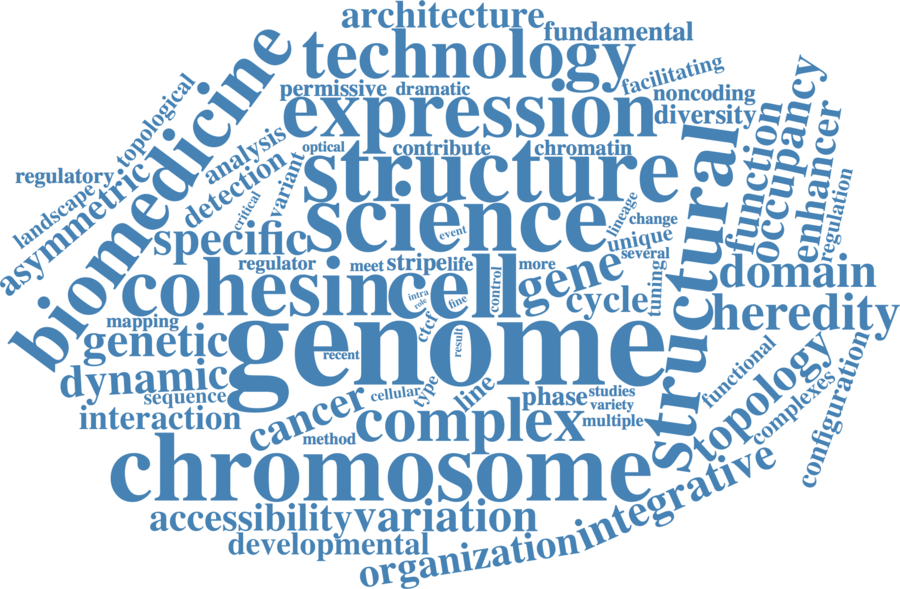 architecture
fundamental
technology
facilitating
permissive
dramatic
noncoding
expression
diversity
topological
biomedicine
analysis
optical
contribute
chromatin
structure
regulatory
landscape
asymmetric
detection
variant
critical
science
event
lineage
change
unique
several
specific
structural
function
occupancy
enhancer
regulation
regulator
meet
stripe
life
more
gene
domain
cohesin
cell
intra
role
fine
control
cycle
tuning
heredity
mapping
ctcf
genome
genetic
recent
result
dynamic
sequence
cellular
type
line
phase
studies
variety
functional
topology
complexes
configuration
interaction
cancer
method
complex
multiple
chromosome
accessibility
variation
integrative
developmental
organization